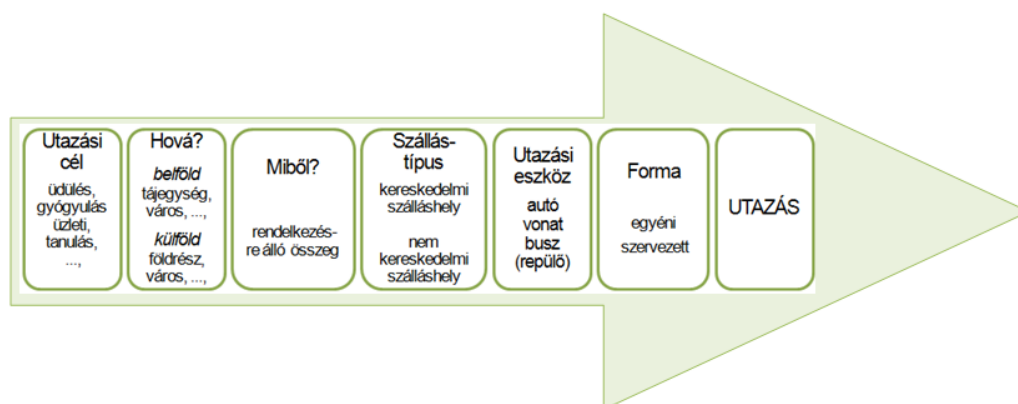 Utazási
cél
üdülés,
gyógyulás
üzleti,
tanulás,
...,
Hová?
belföld
tájegység,
város, ...,
külföld
földrész,
város, ...,
Miből?
rendelkezés-
re álló összeg
Szállás-
típus
kereskedelmi
szálláshely
nem
kereskedelmi
szálláshely
Utazási
eszköz
autó
vonat
busz
(repülő)
Forma
egyéni
szervezett
UTAZÁS